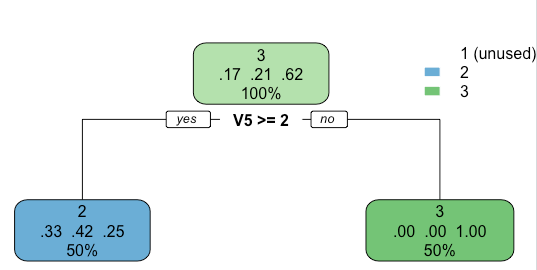 3
.17 .21 .62
100%
1 (unused)
2
3
yes V5 >= 2 no
2
.33 .42 .25
50%
3
.00 .00 1.00
50%